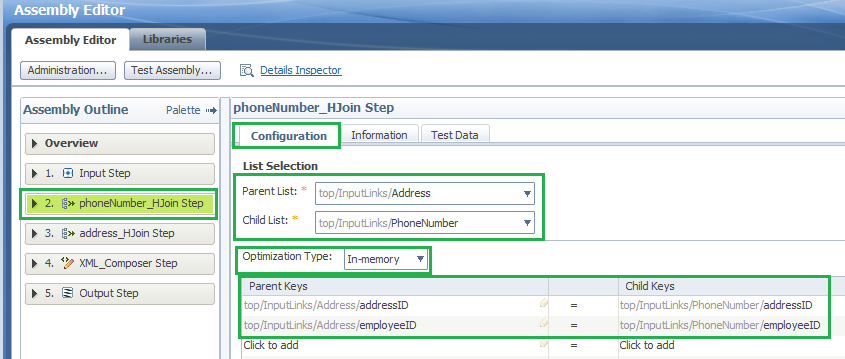 Assembly Editor
Assembly Editor Libraries
Administration... Test Assembly... Details Inspector
Assembly Outline Palette
Overview
1. Input Step
2. phoneNumber_HJoin Step
3. address_HJoin Step
4. XML_Composer Step
5. Output Step
phoneNumber_HJoin Step
Configuration Information Test Data
List Selection
Parent List: * top/InputLinks/Address
Child List: * top/InputLinks/PhoneNumber
Optimization Type: In-memory
Parent Keys Child Keys
top/InputLinks/Address/addressID = top/InputLinks/PhoneNumber/addressID
top/InputLinks/Address/employeeID = top/InputLinks/PhoneNumber/employeeID
Click to add = Click to add